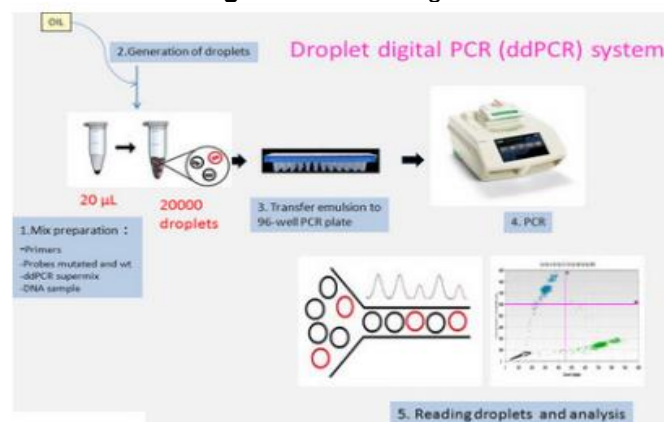 OIL
2.Generation of droplets
Droplet digital PCR (ddPCR) system
20 µL
20000
droplets
1.Mix preparation :
-Primers
-Probes mutated and wt
-ddPCR supermix
-DNA sample
3. Transfer emulsion to
96-well PCR plate
4. PCR
5. Reading droplets and analysis